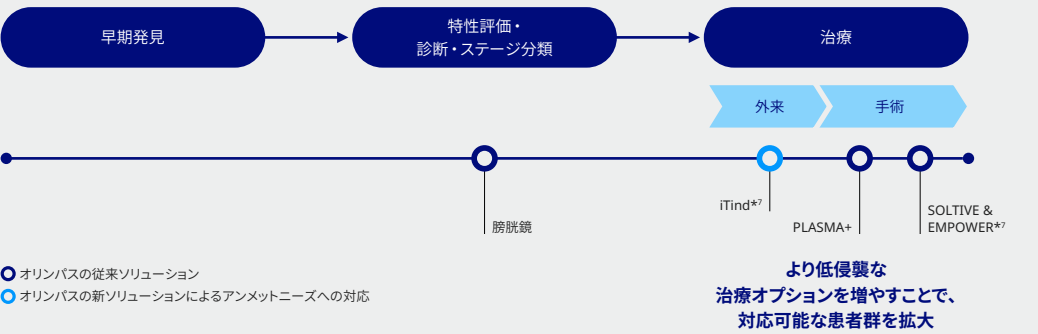 早期発見
特性評価・
診断・ステージ分類
治療
外来
手術
膀胱鏡
iTind*7
PLASMA+
SOLTIVE &
EMPOWER*7
オリンパスの従来ソリューション
オリンパスの新ソリューションによるアンメットニーズへの対応
より低侵襲な
治療オプションを増やすことで、
対応可能な患者群を拡大